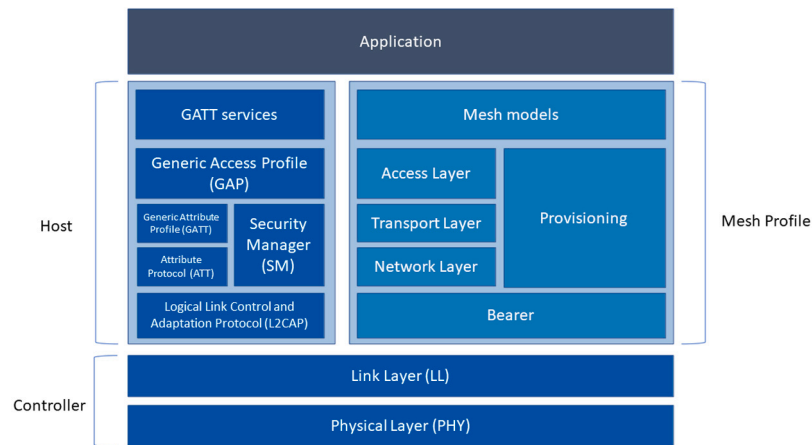 Application
Host
GATT services
Generic Access Profile
(GAP)
Generic Attribute
Profile (GATT)
Attribute
Protocol (ATT)
Security
Manager
(SM)
Logical Link Control and
Adaptation Protocol (L2CAP)
Mesh models
Access Layer
Transport Layer
Network Layer
Provisioning
Bearer
Mesh Profile
Controller
Link Layer (LL)
Physical Layer (PHY)